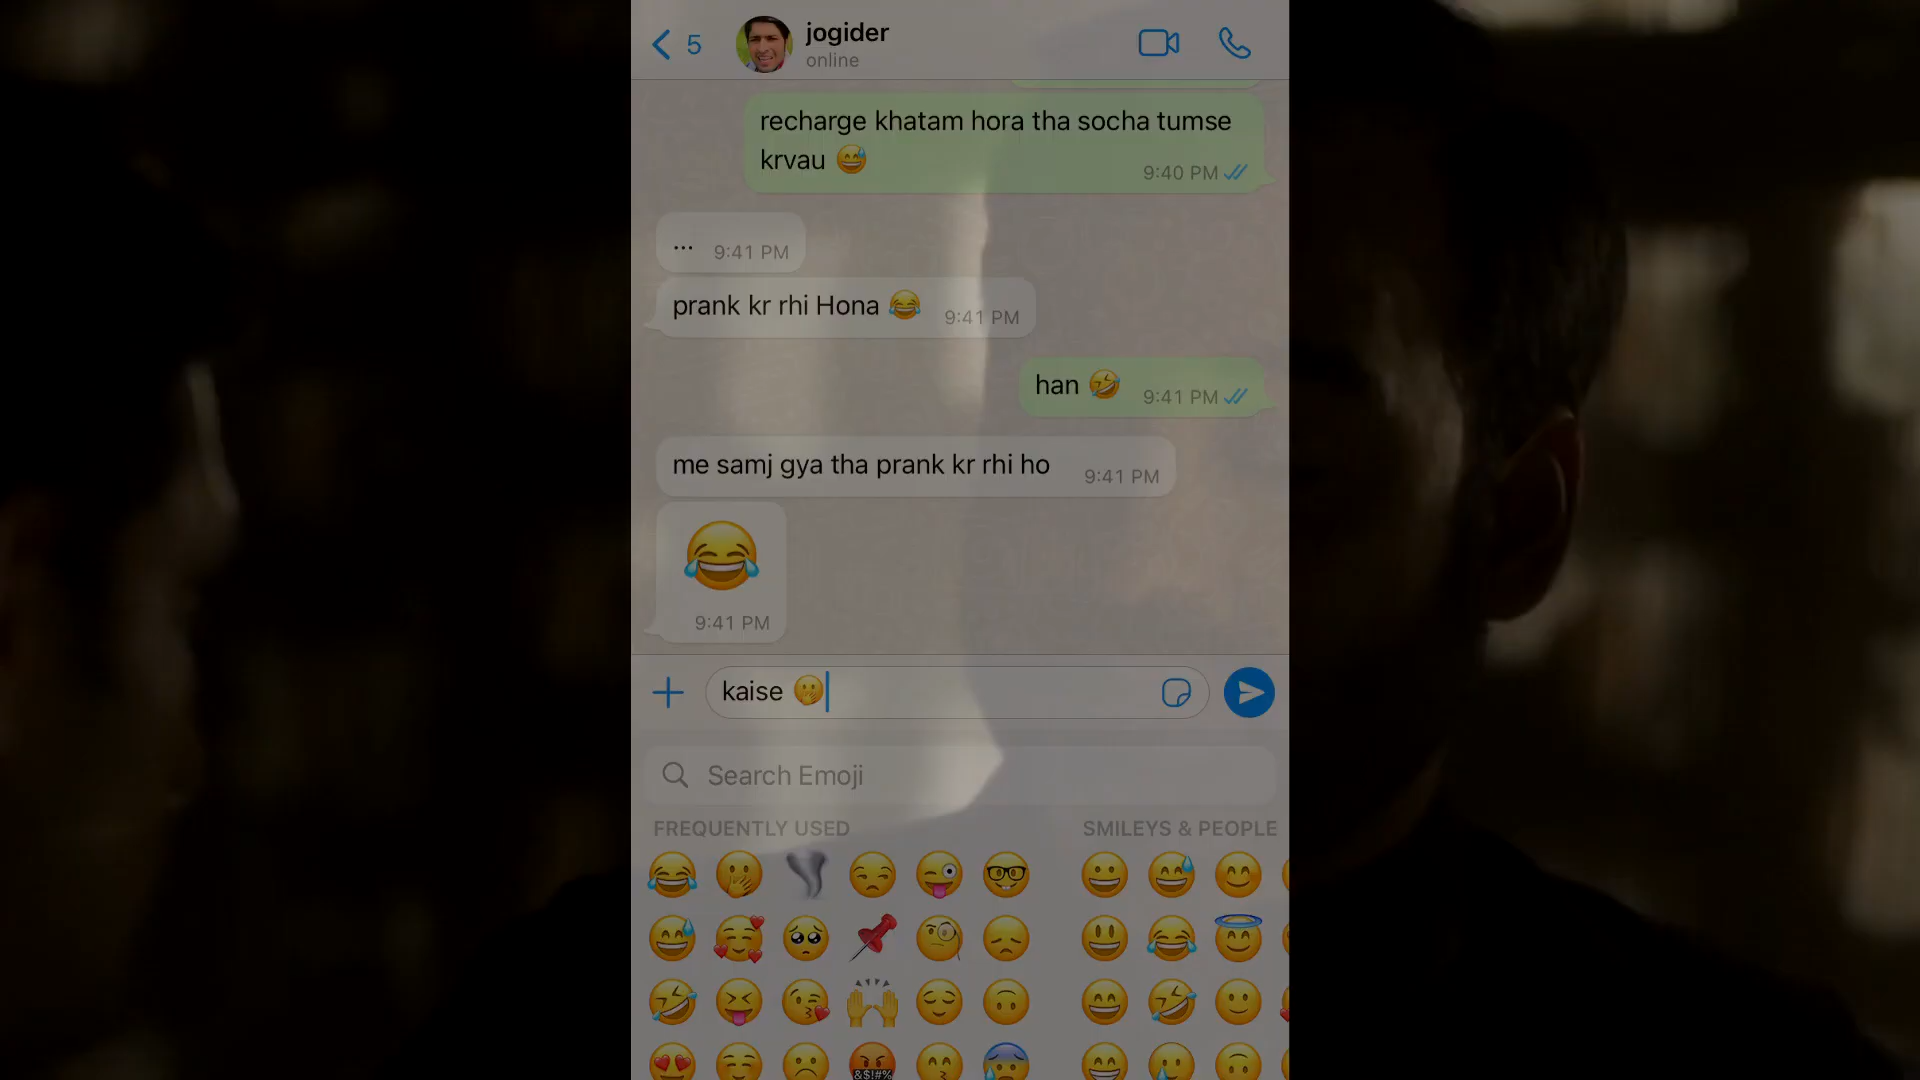 5
jogider
online
recharge khatam hora tha socha tumse
krvau 😅
9:40 PM
... 9:41 PM
prank kr rhi Hona 😂 9:41 PM
han 🤣 9:41 PM
me samj gya tha prank kr rhi ho 9:41 PM
😂
9:41 PM
kaise 🤭
Search Emoji
FREQUENTLY USED SMILEYS & PEOPLE
&$!#%